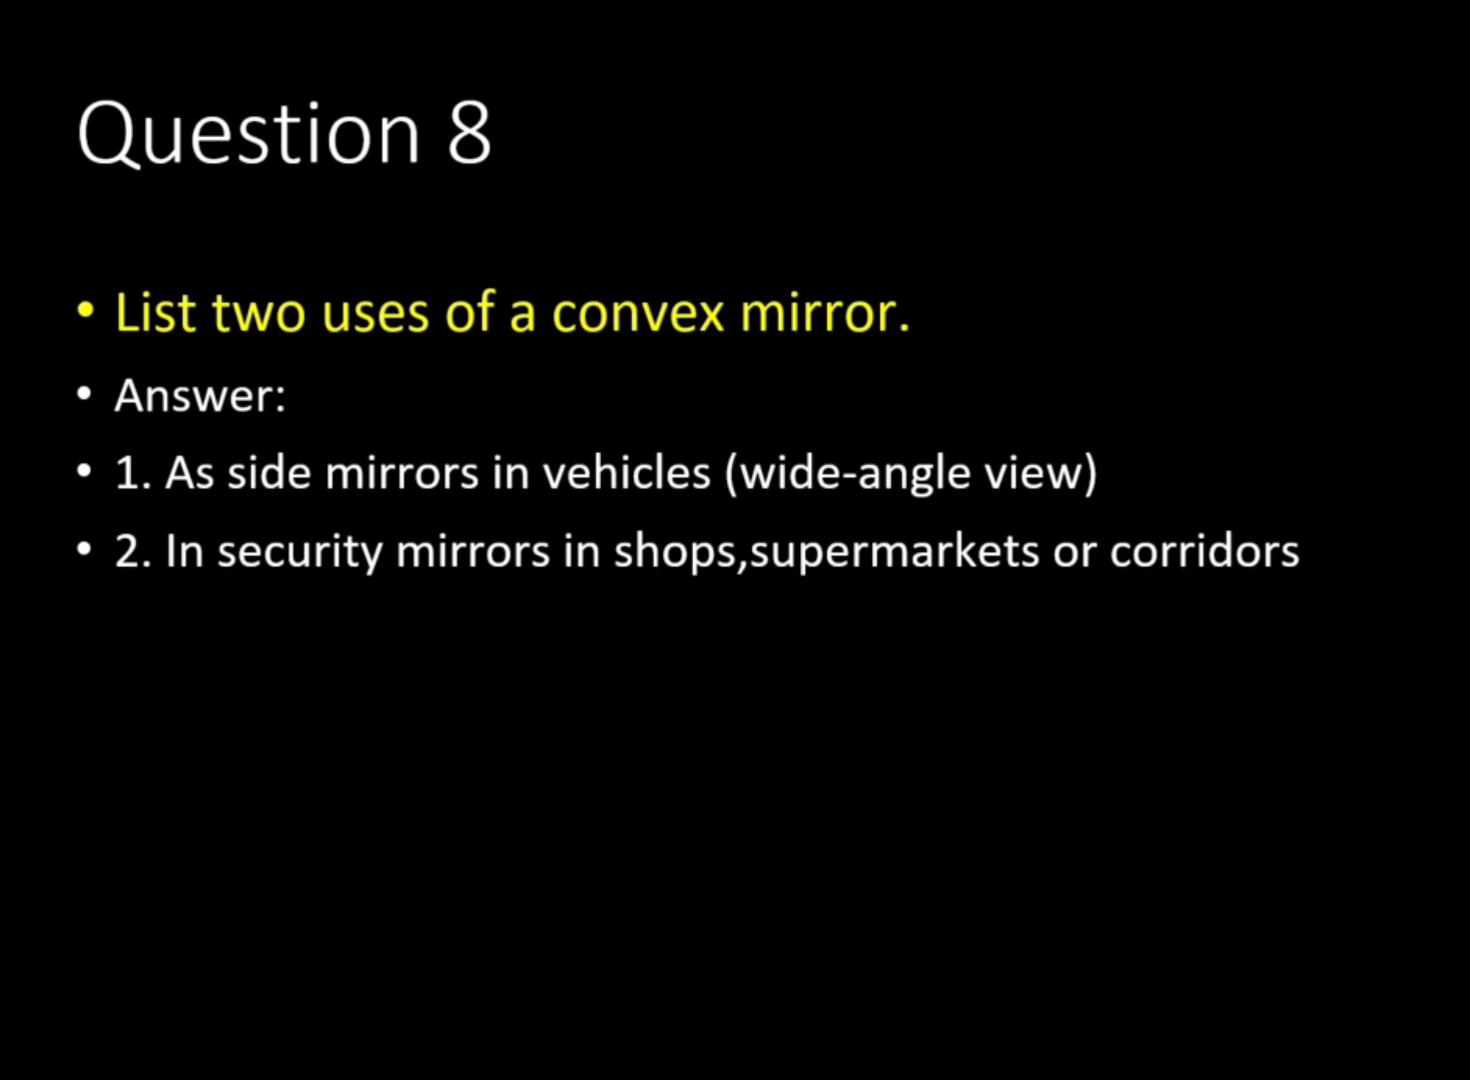 Question 8
• List two uses of a convex mirror.
• Answer:
• 1. As side mirrors in vehicles (wide-angle view)
• 2. In security mirrors in shops,supermarkets or corridors